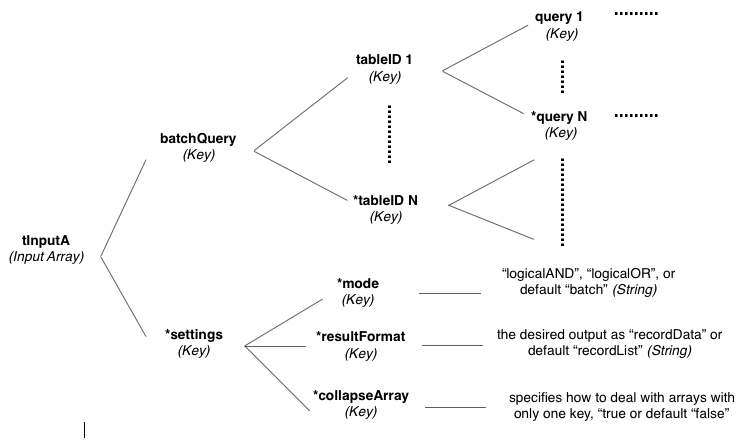 query 1
(Key)
tableID 1
(Key)
*query N
(Key)
batchQuery
(Key)
*tableID N
(Key)
tInputA
(Input Array)
*mode
(Key)
“logicalAND”, “logicalOR”, or
default “batch” (String)
*settings
(Key)
*resultFormat
(Key)
the desired output as “recordData” or
default “recordList” (String)
*collapseArray
(Key)
specifies how to deal with arrays with
only one key, “true or default “false”